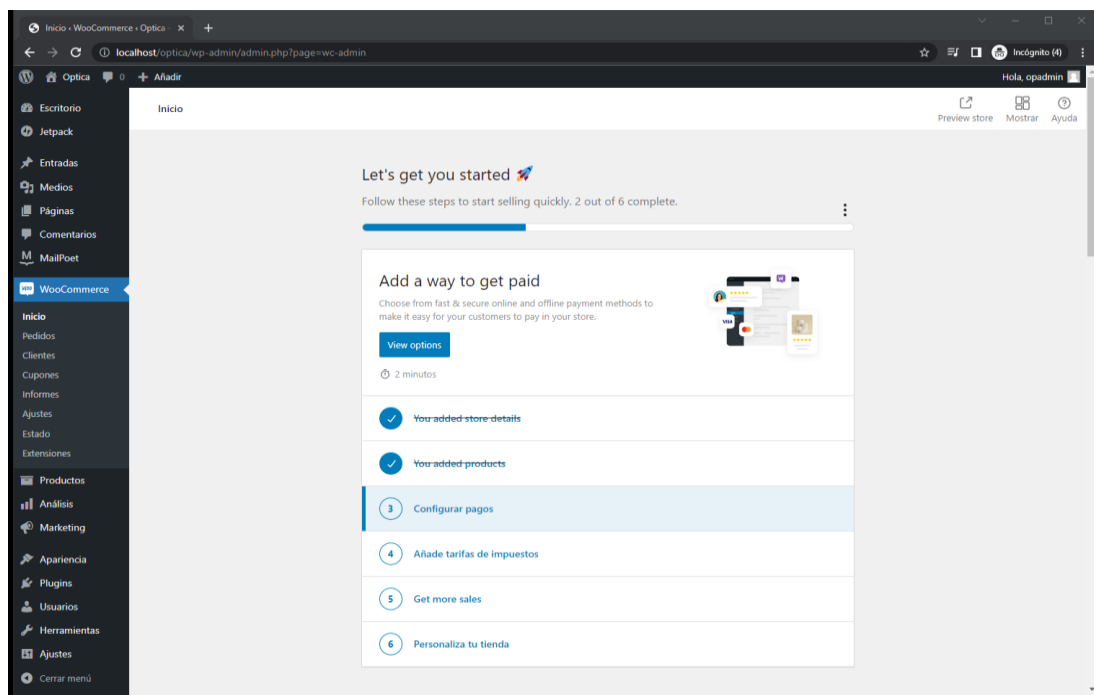 Inicio ‹ WooCommerce ‹ Optica -
localhost/optica/wp-admin/admin.php?page=wc-admin
Incógnito (4)
Optica
0
Añadir
Hola, opadmin
Escritorio
Jetpack
Entradas
Medios
Páginas
Comentarios
MailPoet
WooCommerce
Inicio
Pedidos
Clientes
Cupones
Informes
Ajustes
Estado
Extensiones
Productos
Análisis
Marketing
Apariencia
Plugins
Usuarios
Herramientas
Ajustes
Cerrar menú
Inicio
Preview store
Mostrar
Ayuda
Let's get you started 🚀
Follow these steps to start selling quickly. 2 out of 6 complete.
Add a way to get paid
Choose from fast & secure online and offline payment methods to
make it easy for your customers to pay in your store.
View options
2 minutos
VISA
You added store details
You added products
3 Configurar pagos
4 Añade tarifas de impuestos
5 Get more sales
6 Personaliza tu tienda